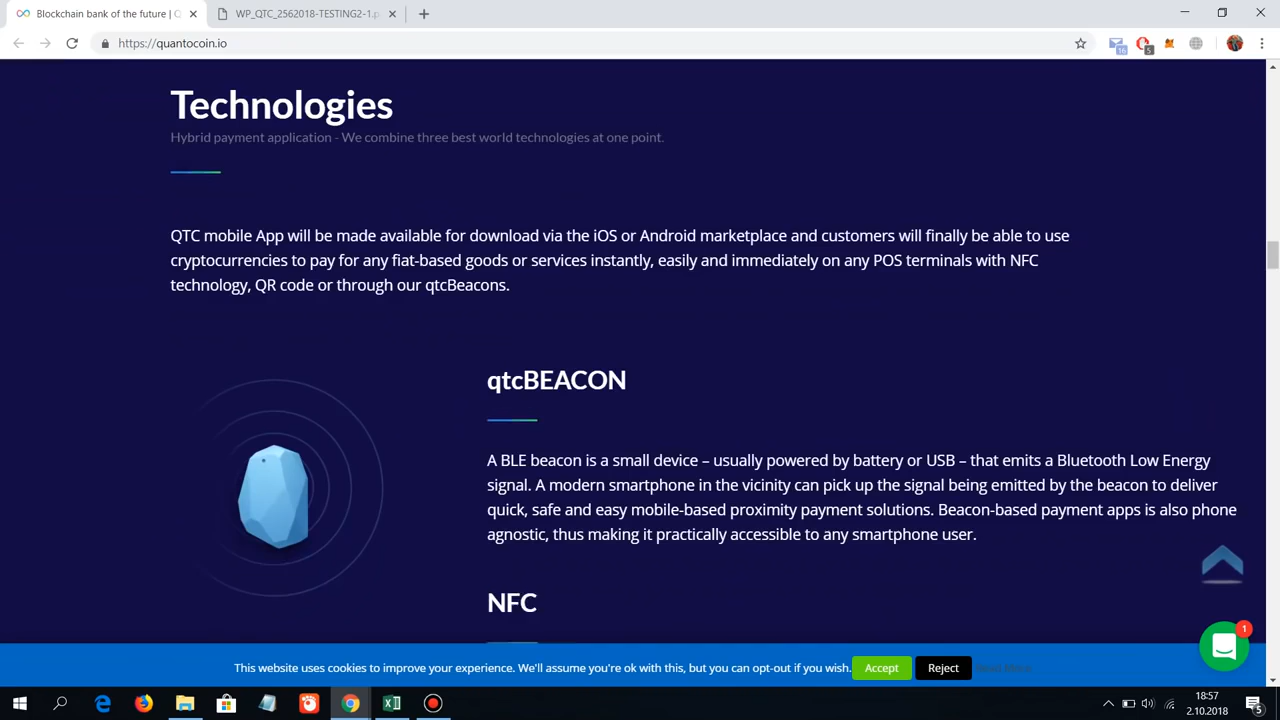 Blockchain bank of the future | Q
WP_QTC_2562018-TESTING2-1.p
https://quantocoin.io
16
5
Technologies
Hybrid payment application - We combine three best world technologies at one point.
QTC mobile App will be made available for download via the iOS or Android marketplace and customers will finally be able to use
cryptocurrencies to pay for any fiat-based goods or services instantly, easily and immediately on any POS terminals with NFC
technology, QR code or through our qtcBeacons.
qtcBEACON
A BLE beacon is a small device – usually powered by battery or USB – that emits a Bluetooth Low Energy
signal. A modern smartphone in the vicinity can pick up the signal being emitted by the beacon to deliver
quick, safe and easy mobile-based proximity payment solutions. Beacon-based payment apps is also phone
agnostic, thus making it practically accessible to any smartphone user.
NFC
1
This website uses cookies to improve your experience. We'll assume you're ok with this, but you can opt-out if you wish. Accept Reject Read More
18:57
2.10.2018
5